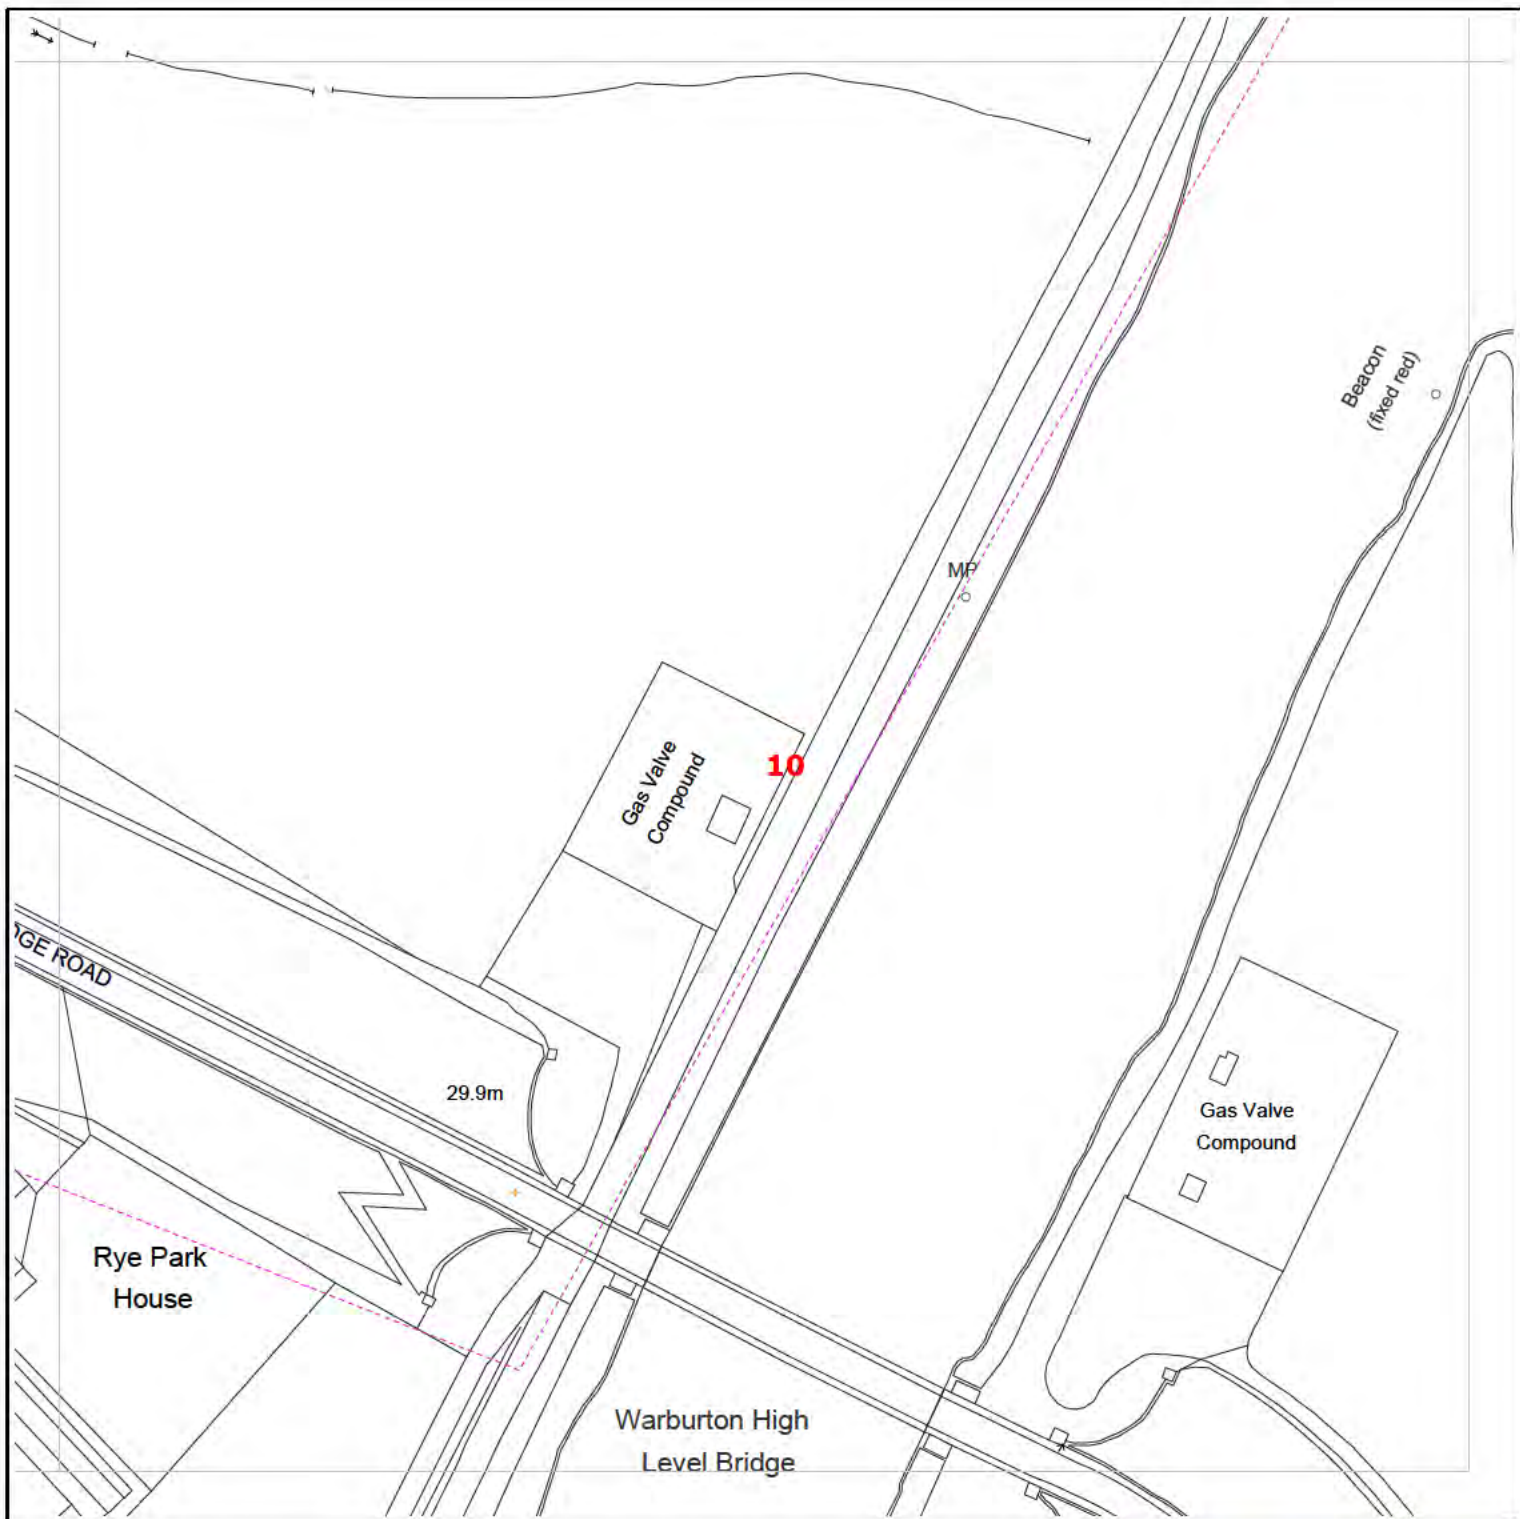 Beacon
(fixed red)
MP
10
Gas Valve
Compound
ROAD
29.9m
Gas Valve
Compound
Rye Park
House
Warburton High
Level Bridge